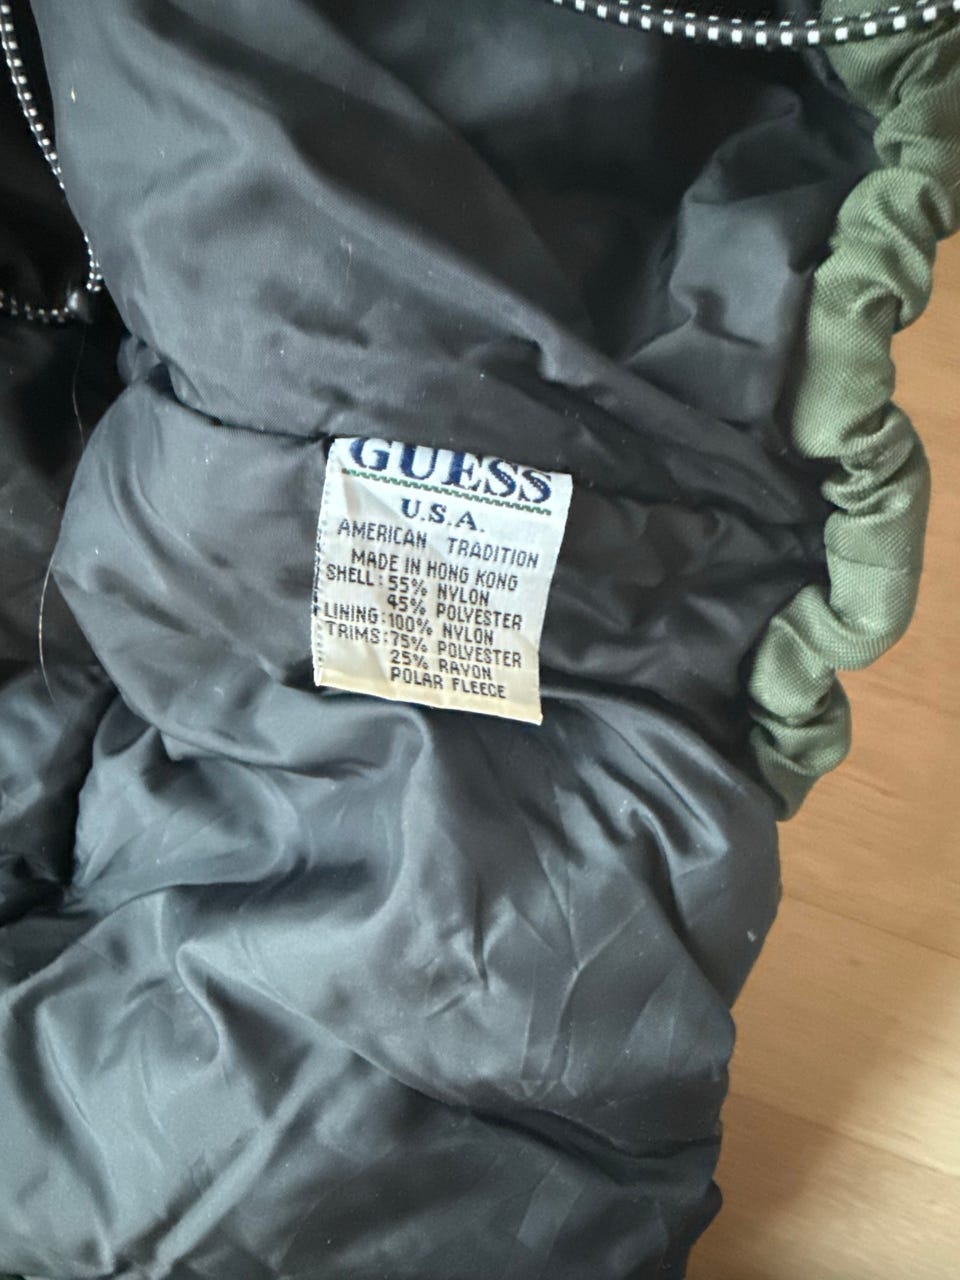 GUESS
U.S.A.
AMERICAN TRADITION
MADE IN HONG KONG
SHELL: 55% NYLON
45% POLYESTER
LINING: 100% NYLON
TRIMS: 75% POLYESTER
25% RAYON
POLAR FLEECE